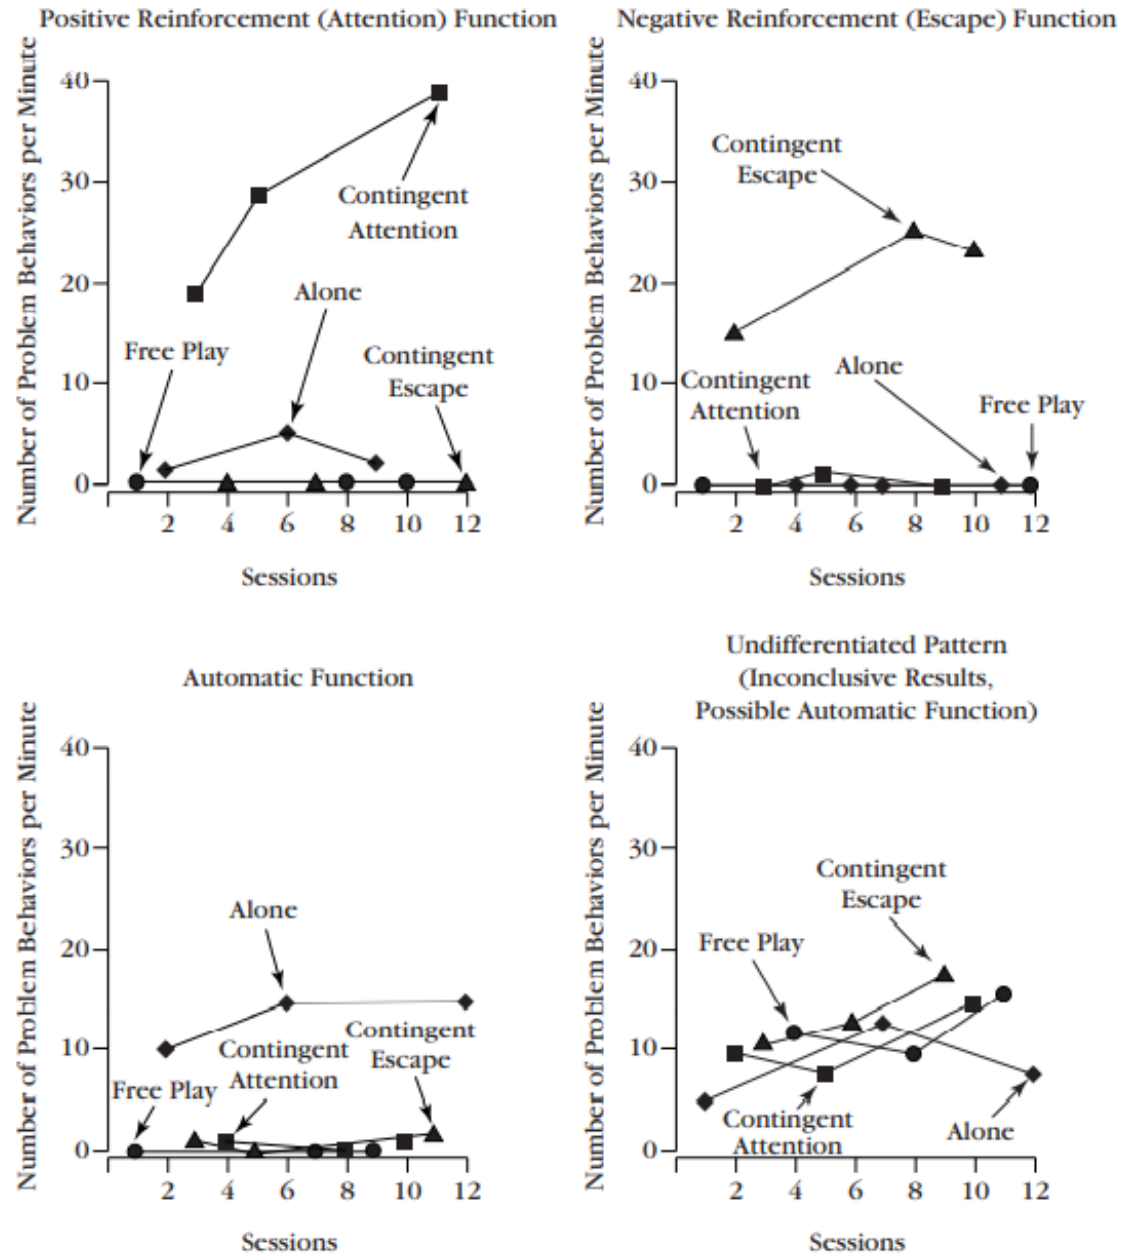 Positive Reinforcement (Attention) Function
Number of Problem Behaviors per Minute
40
30
20
10
0
Contingent
Attention
Alone
Free Play
Contingent
Escape
2 4 6 8 10 12
Sessions
Negative Reinforcement (Escape) Function
Number of Problem Behaviors per Minute
40
30
20
10
0
Contingent
Escape
Alone
Contingent
Attention
Free Play
2 4 6 8 10 12
Sessions
Automatic Function
Number of Problem Behaviors per Minute
40
30
20
10
0
Alone
Contingent
Escape
Contingent
Attention
Free Play
2 4 6 8 10 12
Sessions
Undifferentiated Pattern
(Inconclusive Results,
Possible Automatic Function)
Number of Problem Behaviors per Minute
40
30
20
10
0
Contingent
Escape
Free Play
Contingent
Attention
Alone
2 4 6 8 10 12
Sessions